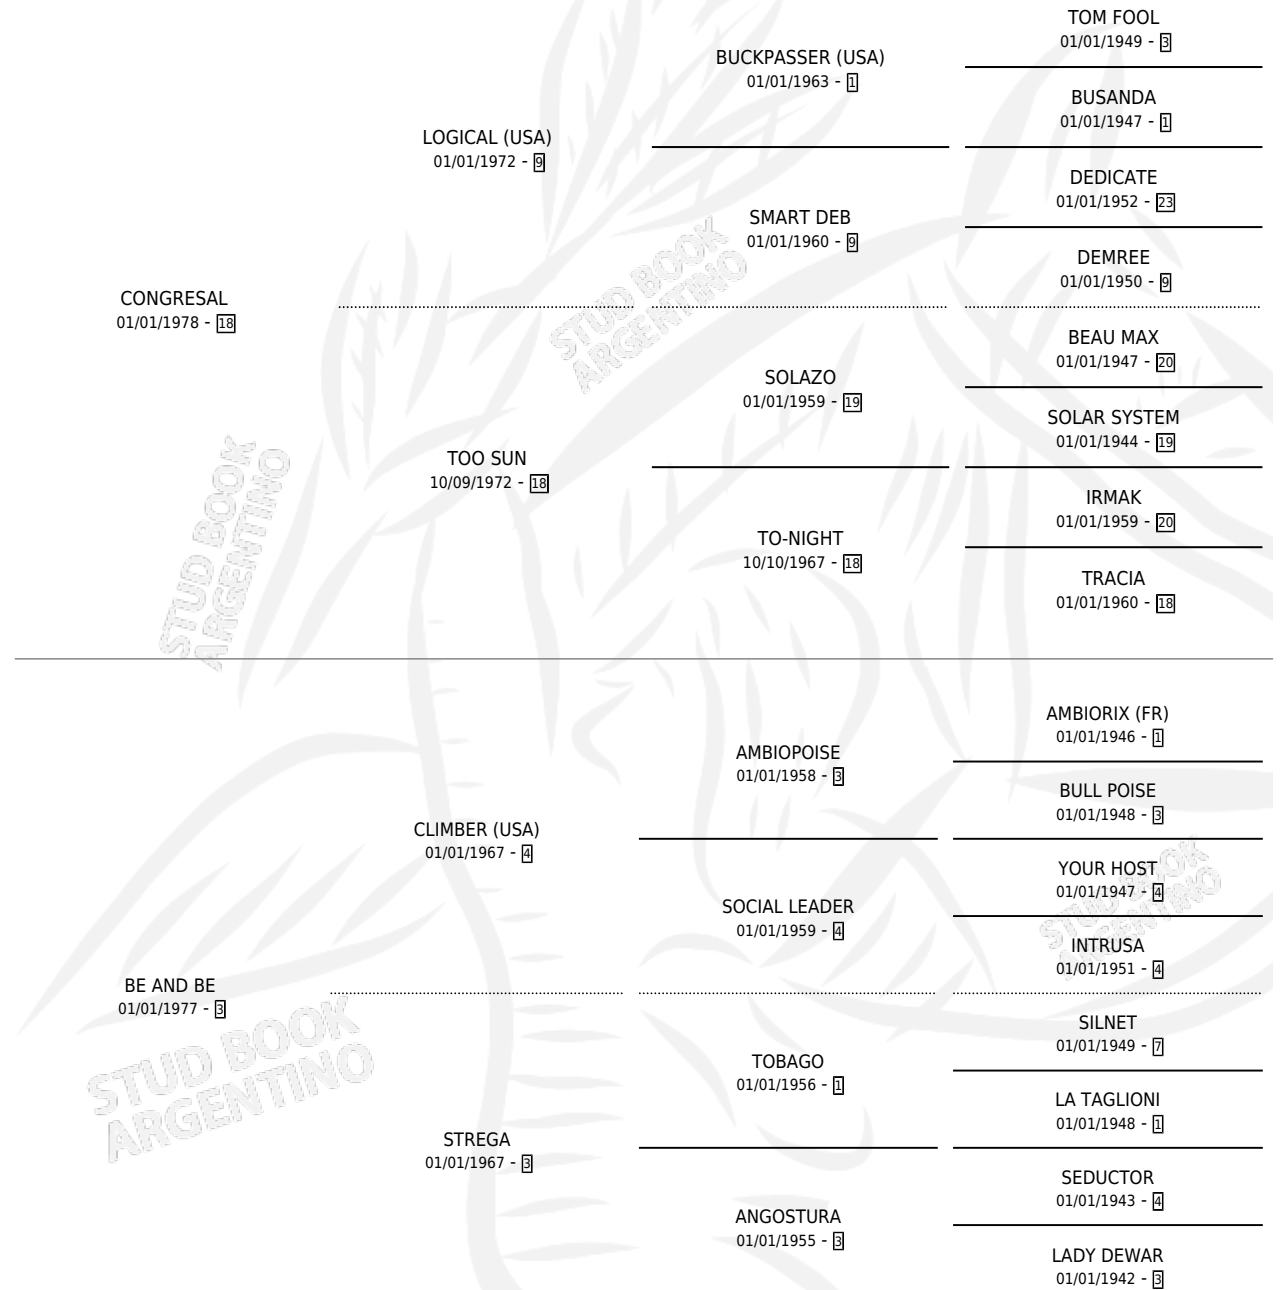 TOM FOOL
01/01/1949 - 3
BUCKPASSER (USA)
01/01/1963 - 1
BUSANDA
01/01/1947 - 1
LOGICAL (USA)
01/01/1972 - 9
DEDICATE
01/01/1952 - 23
SMART DEB
01/01/1960 - 9
DEMREE
01/01/1950 - 9
CONGRESAL
01/01/1978 - 18
BEAU MAX
01/01/1947 - 20
SOLAZO
01/01/1959 - 19
SOLAR SYSTEM
01/01/1944 - 19
TOO SUN
10/09/1972 - 18
IRMAK
01/01/1959 - 20
TO-NIGHT
10/10/1967 - 18
TRACIA
01/01/1960 - 18
AMBIORIX (FR)
01/01/1946 - 1
AMBIOPOISE
01/01/1958 - 3
BULL POISE
01/01/1948 - 3
CLIMBER (USA)
01/01/1967 - 4
YOUR HOST
01/01/1947 - 4
SOCIAL LEADER
01/01/1959 - 4
INTRUSA
01/01/1951 - 4
BE AND BE
01/01/1977 - 3
SILNET
01/01/1949 - 7
TOBAGO
01/01/1956 - 1
LA TAGLIONI
01/01/1948 - 1
STREGA
01/01/1967 - 3
SEDUCTOR
01/01/1943 - 4
ANGOSTURA
01/01/1955 - 3
LADY DEWAR
01/01/1942 - 3
STUD BOOK
ARGENTINO
STUD BOOK
ARGENTINO
STUD BOOK
ARGENTINO
STUD BOOK
ARGENTINO